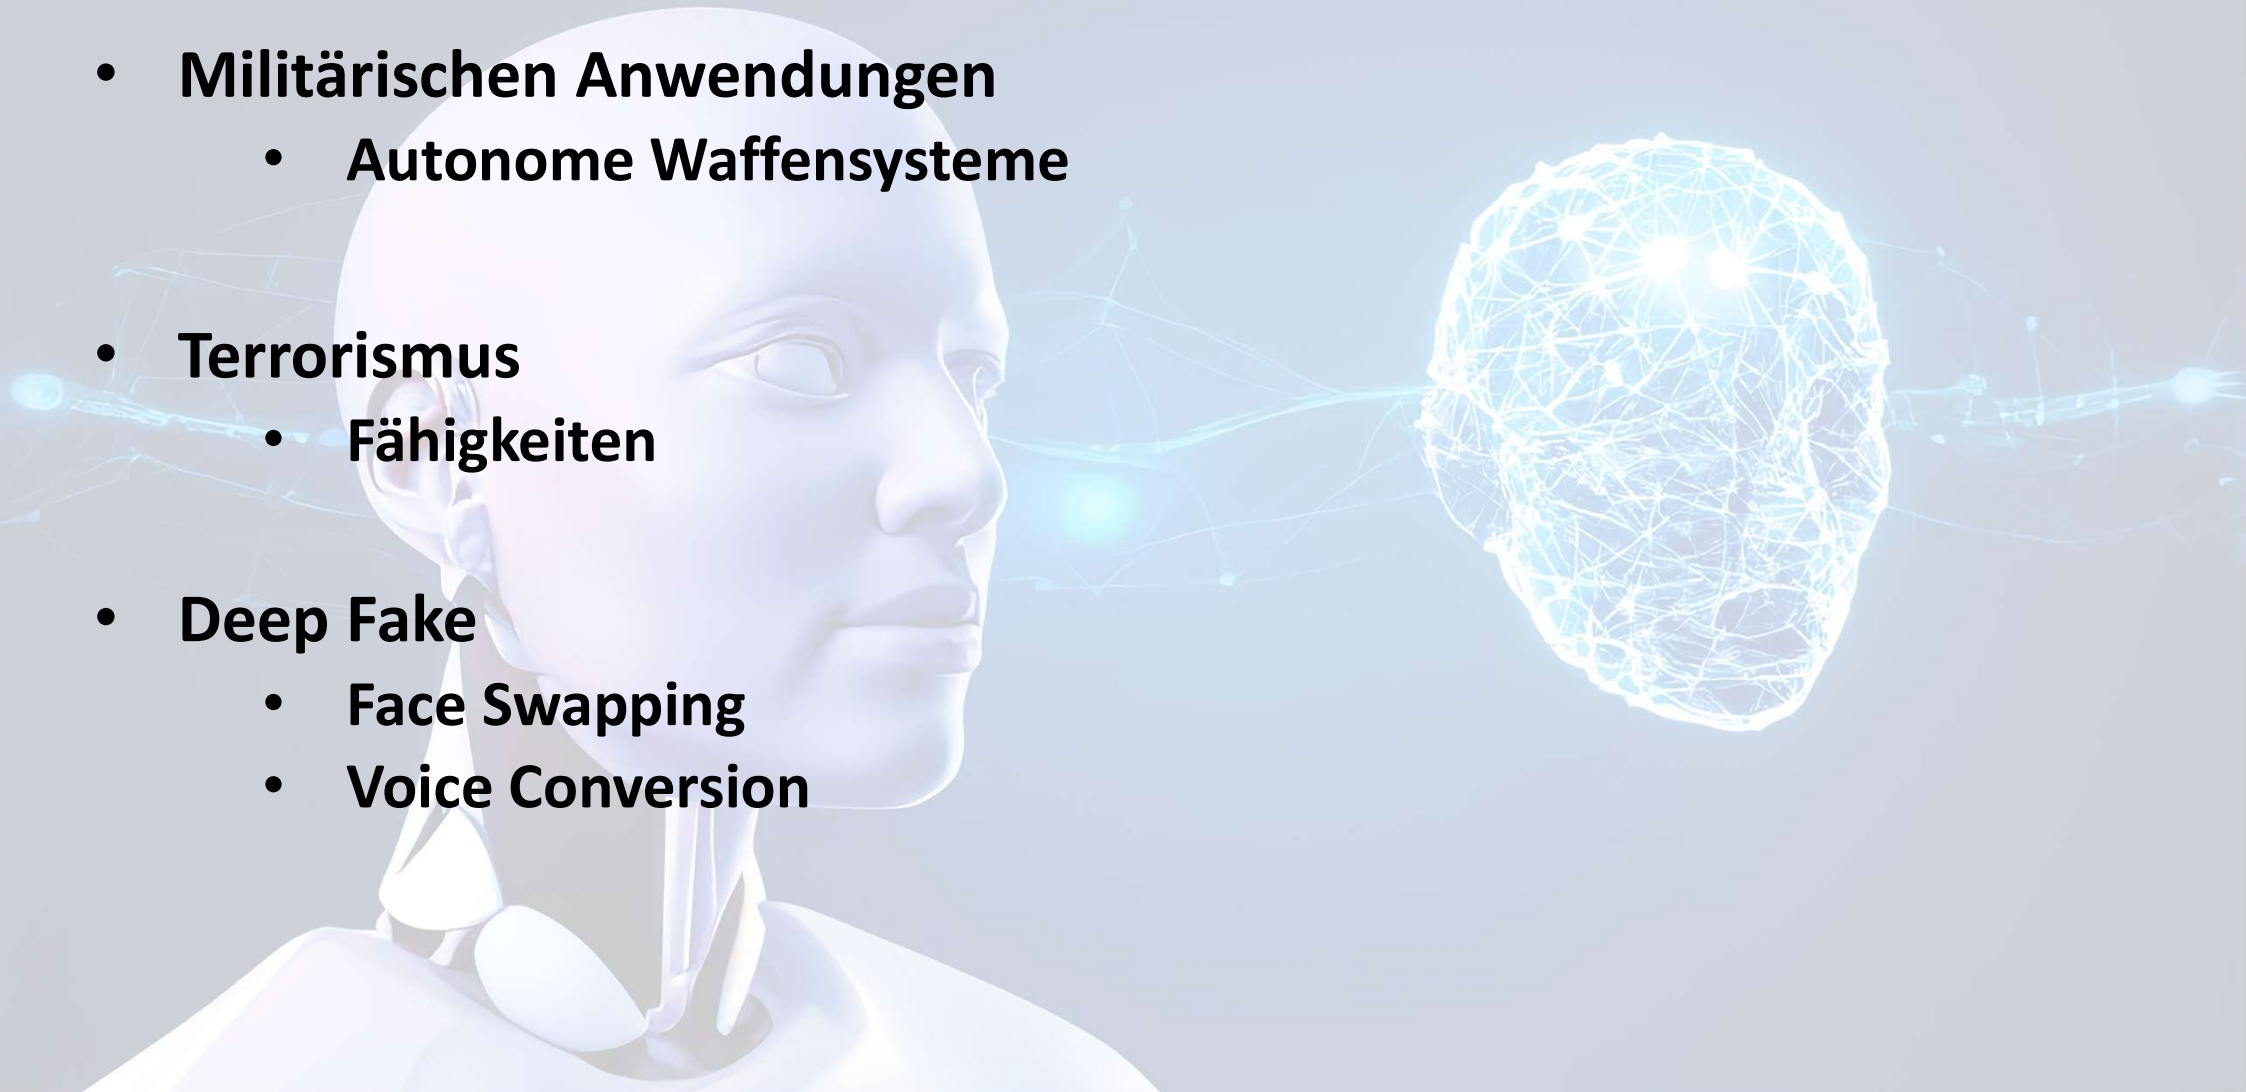 • Militärischen Anwendungen
• Autonome Waffensysteme
• Terrorismus
• Fähigkeiten
• Deep Fake
• Face Swapping
• Voice Conversion